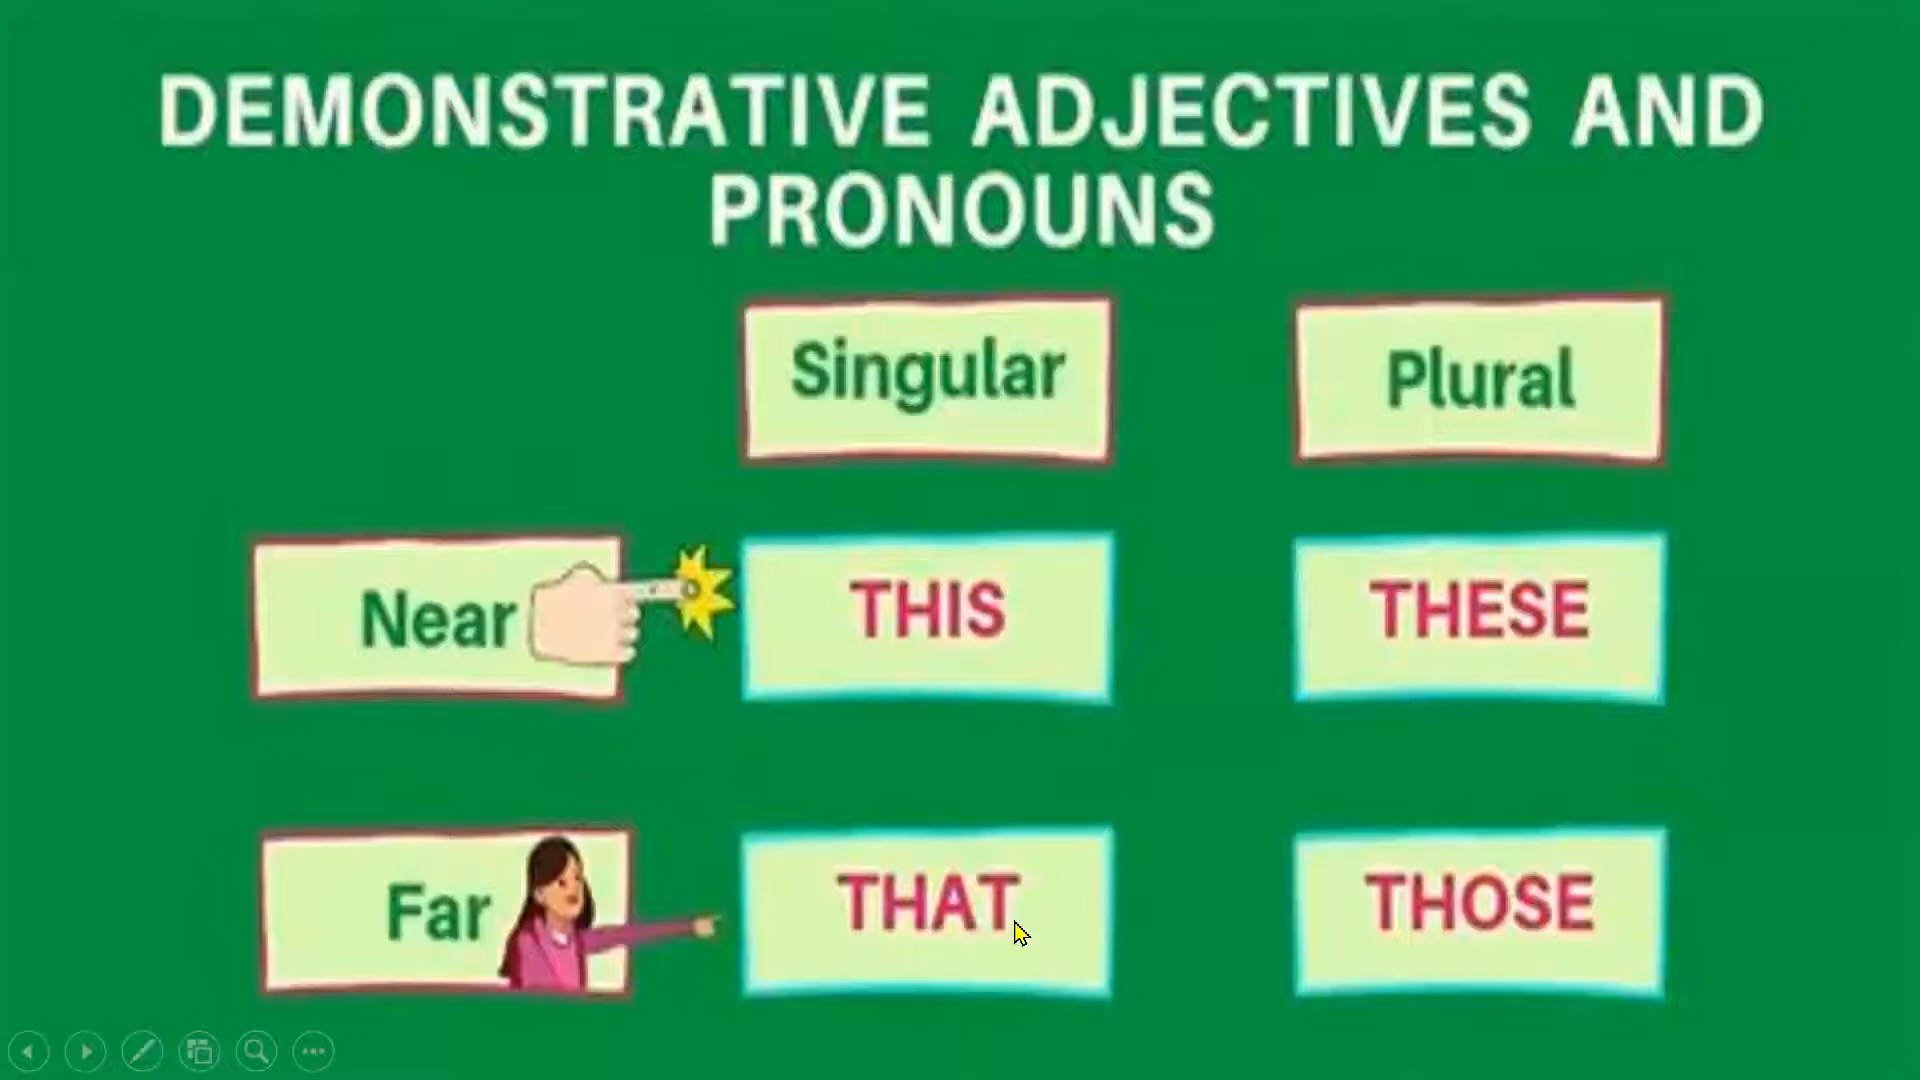 DEMONSTRATIVE ADJECTIVES AND
PRONOUNS
Singular
Plural
Near
THIS
THESE
Far
THAT
THOSE